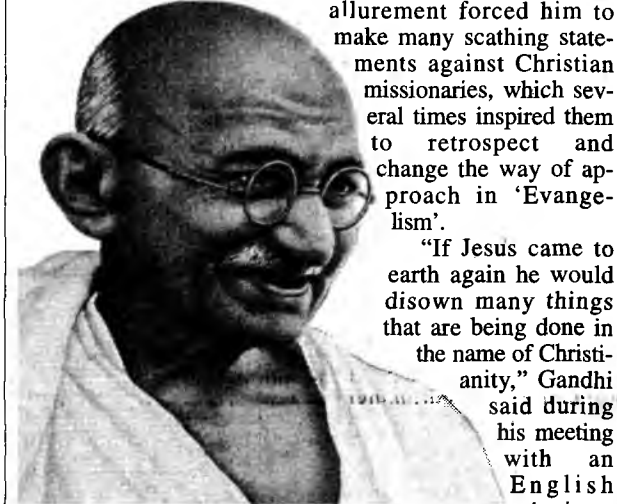 allurement forced him to
make many scathing state-
ments against Christian
missionaries, which sev-
eral times inspired them
to retrospect and
change the way of ap-
proach in ‘Evange-
lism’.
“If Jesus came to
earth again he would
disown many things
that are being done in
the name of Christi-
anity,” Gandhi
said during
his meeting
with an
English